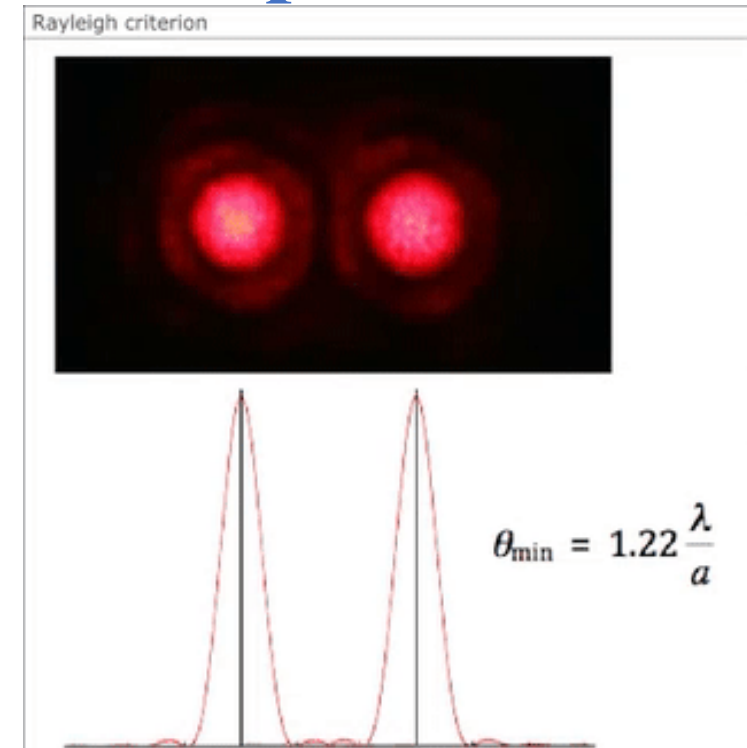 Rayleigh criterion
θmin = 1.22 λ/a